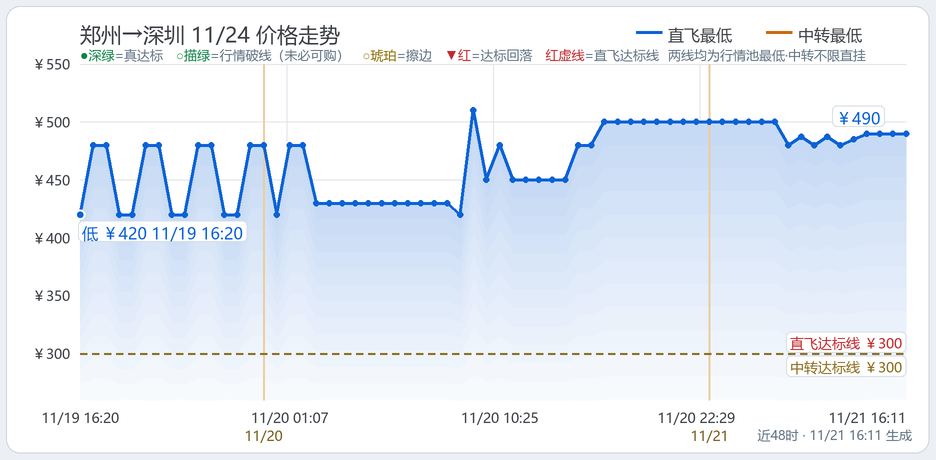 郑州→深圳 11/24 价格走势
直飞最低 中转最低
●深绿=真达标 ○描绿=行情破线（未必可购） ○琥珀=擦边 ▼红=达标回落 红虚线=直飞达标线 两线均为行情池最低·中转不限直挂
¥550
¥500
¥490
¥450
¥400
低 ¥420 11/19 16:20
¥350
¥300
直飞达标线 ¥300
中转达标线 ¥300
11/19 16:20 11/20 01:07 11/20 10:25 11/20 22:29 11/21 16:11
11/20 11/21 近48时 · 11/21 16:11 生成